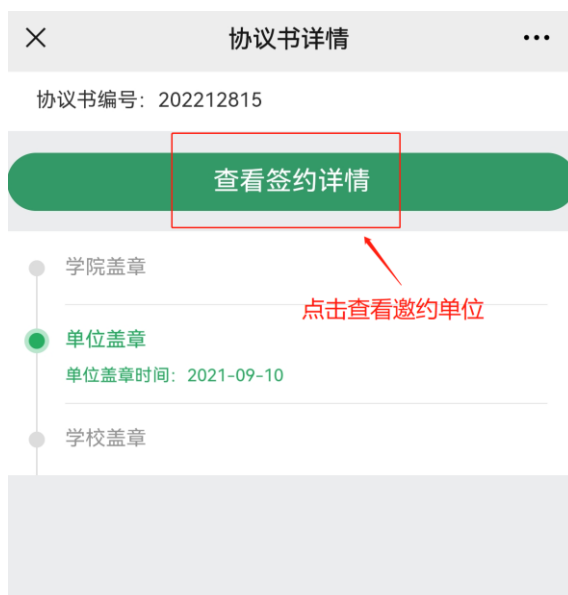 协议书详情
协议书编号：202212815
查看签约详情
学院盖章
点击查看邀约单位
单位盖章
单位盖章时间：2021-09-10
学校盖章